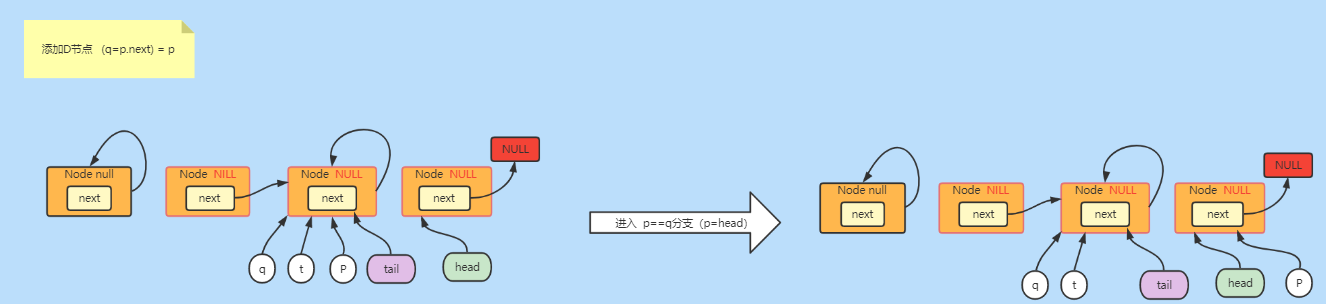 添加D节点 (q=p.next) = p
NULL
Node null
next
Node NILL
next
Node NULL
next
Node NULL
next
q
t
P
tail
head
进入 p==q分支（p=head）
NULL
Node null
next
Node NILL
next
Node NULL
next
Node NULL
next
q
t
tail
head
P